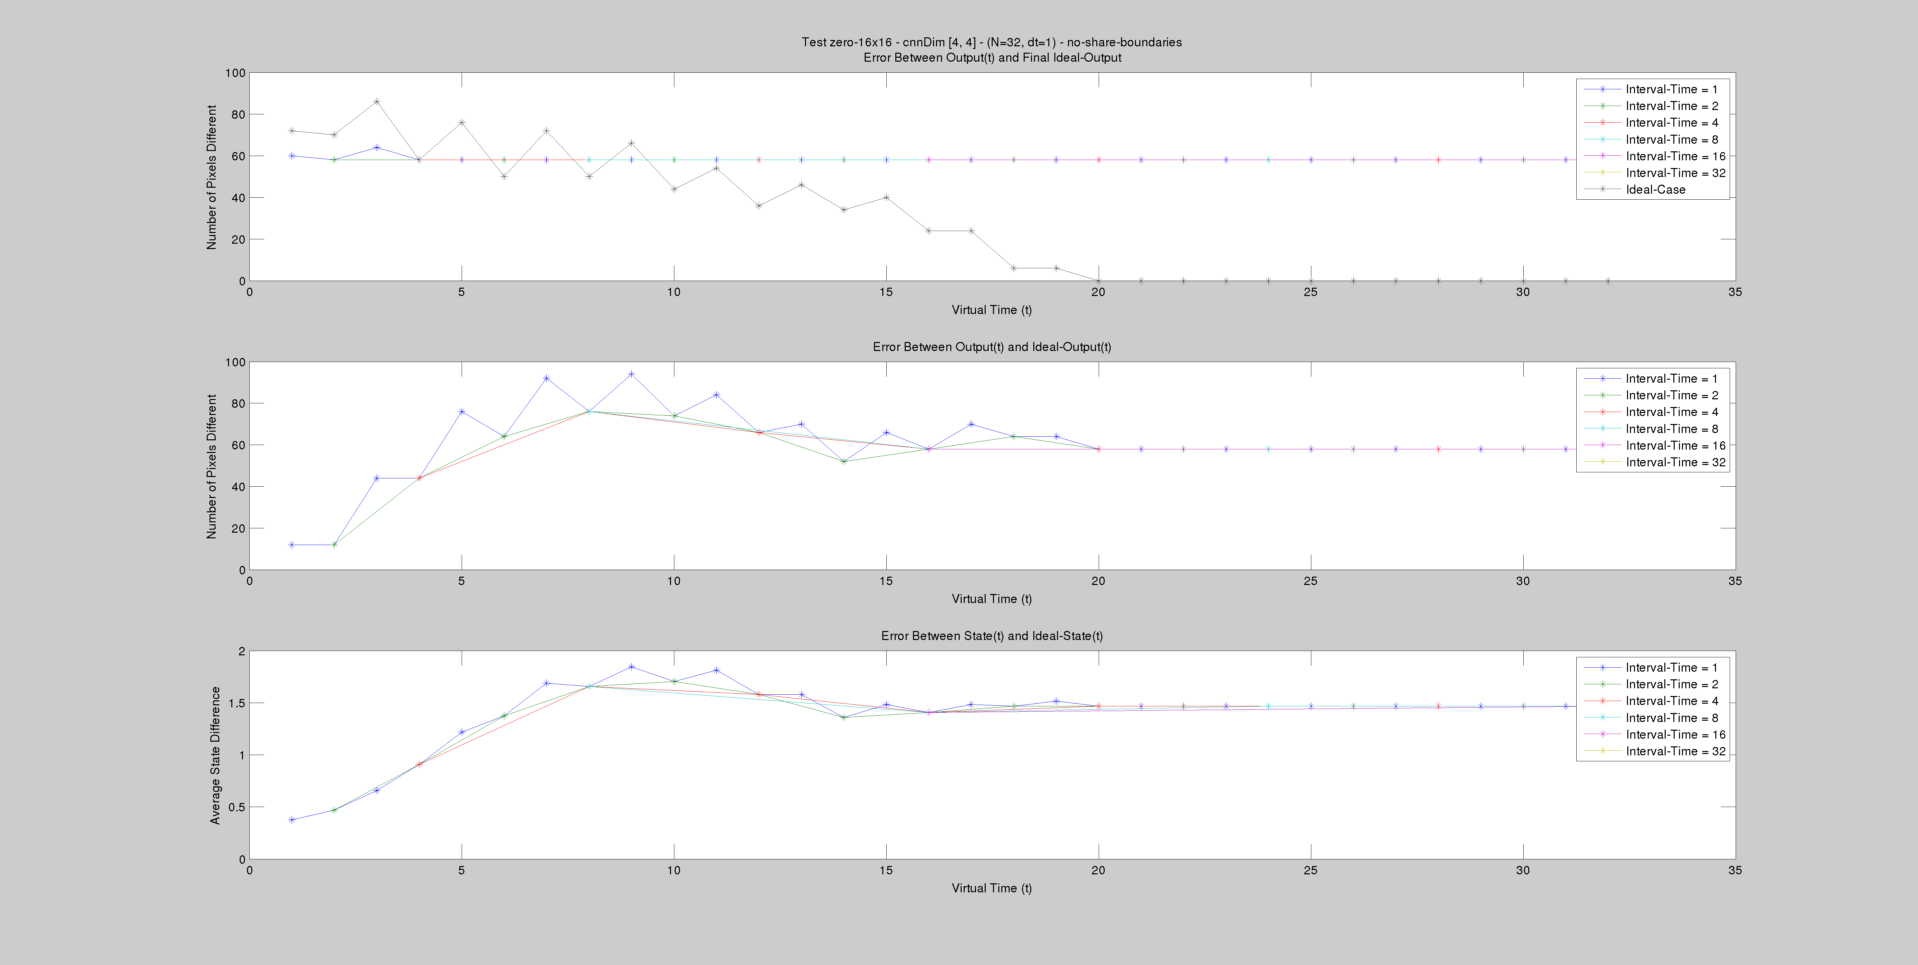 Test zero-16x16 - cnnDim [4, 4] - (N=32, dt=1) - no-share-boundaries
Error Between Output(t) and Final Ideal-Output
Number of Pixels Different
100
80
60
40
20
0
0 5 10 15 20 25 30 35
Virtual Time (t)
Interval-Time = 1
Interval-Time = 2
Interval-Time = 4
Interval-Time = 8
Interval-Time = 16
Interval-Time = 32
Ideal-Case
Error Between Output(t) and Ideal-Output(t)
Number of Pixels Different
100
80
60
40
20
0
0 5 10 15 20 25 30 35
Virtual Time (t)
Interval-Time = 1
Interval-Time = 2
Interval-Time = 4
Interval-Time = 8
Interval-Time = 16
Interval-Time = 32
Error Between State(t) and Ideal-State(t)
Average State Difference
2
1.5
1
0.5
0
0 5 10 15 20 25 30 35
Virtual Time (t)
Interval-Time = 1
Interval-Time = 2
Interval-Time = 4
Interval-Time = 8
Interval-Time = 16
Interval-Time = 32